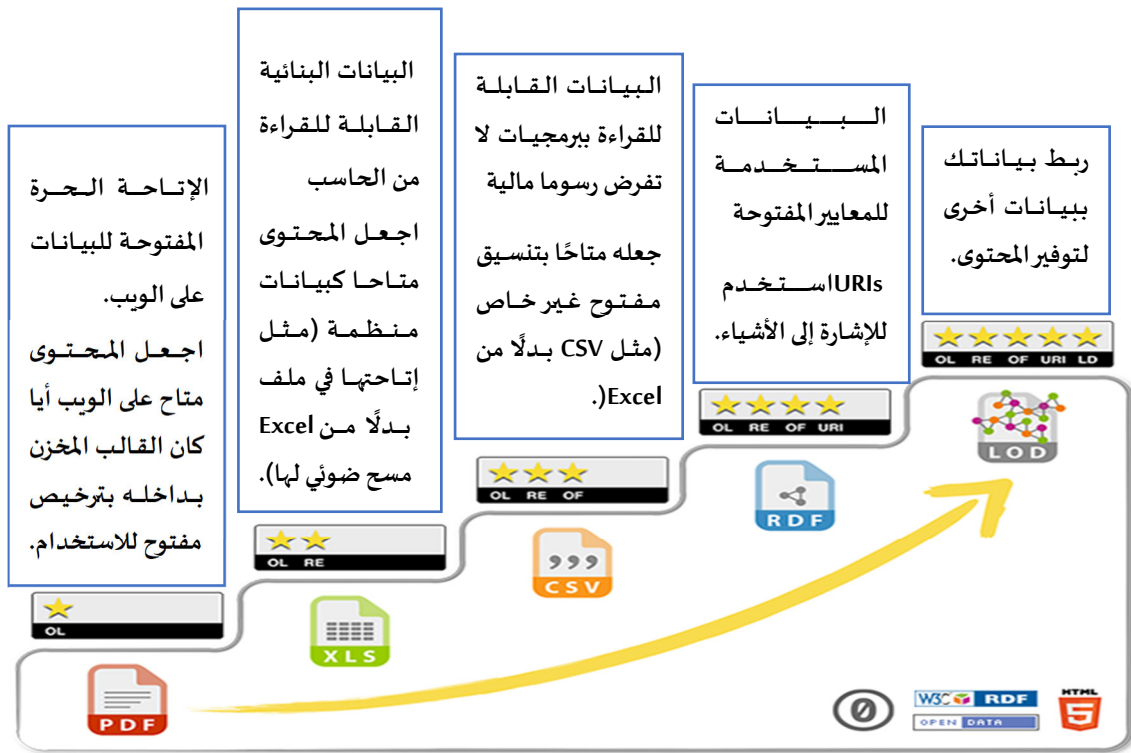 الإتاحة الحرة
المفتوحة للبيانات
على الويب.
اجعل المحتوى
متاح على الويب أيا
كان القالب المخزن
بداخله بترخيص
مفتوح للاستخدام.
OL
PDF
البيانات البنائية
القابلة للقراءة
من الحاسب
اجعل المحتوى
متاحا كبيانات
منظمة (مثل
إتاحتها في ملف
Excel بدلًا من
مسح ضوئي لها).
OL RE
XLS
البيانات القابلة
للقراءة ببرمجيات لا
تفرض رسوما مالية
جعله متاحًا بتنسيق
مفتوح غير خاص
(مثل CSV بدلًا من
Excel(.
OL RE OF
CSV
البيانات
المستخدمة
للمعايير المفتوحة
URIsاستخدم
للإشارة إلى الأشياء.
OL RE OF URI
RDF
ربط بياناتك
ببيانات أخرى
لتوفير المحتوى.
OL RE OF URI LD
LOD
0
W3C RDF
OPEN DATA
HTML
5